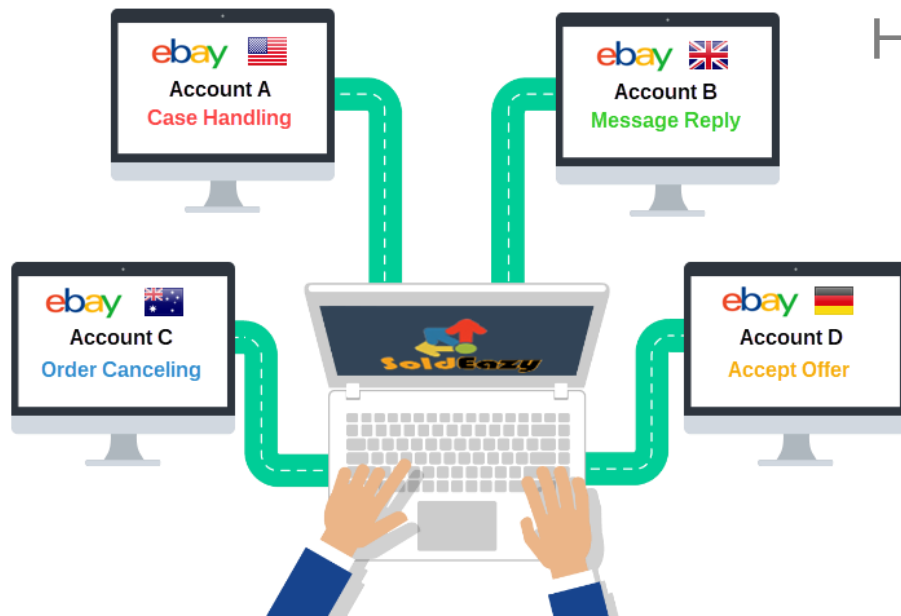 ebay
Account A
Case Handling
ebay
Account B
Message Reply
ebay
Account C
Order Canceling
ebay
Account D
Accept Offer
SoldEazy